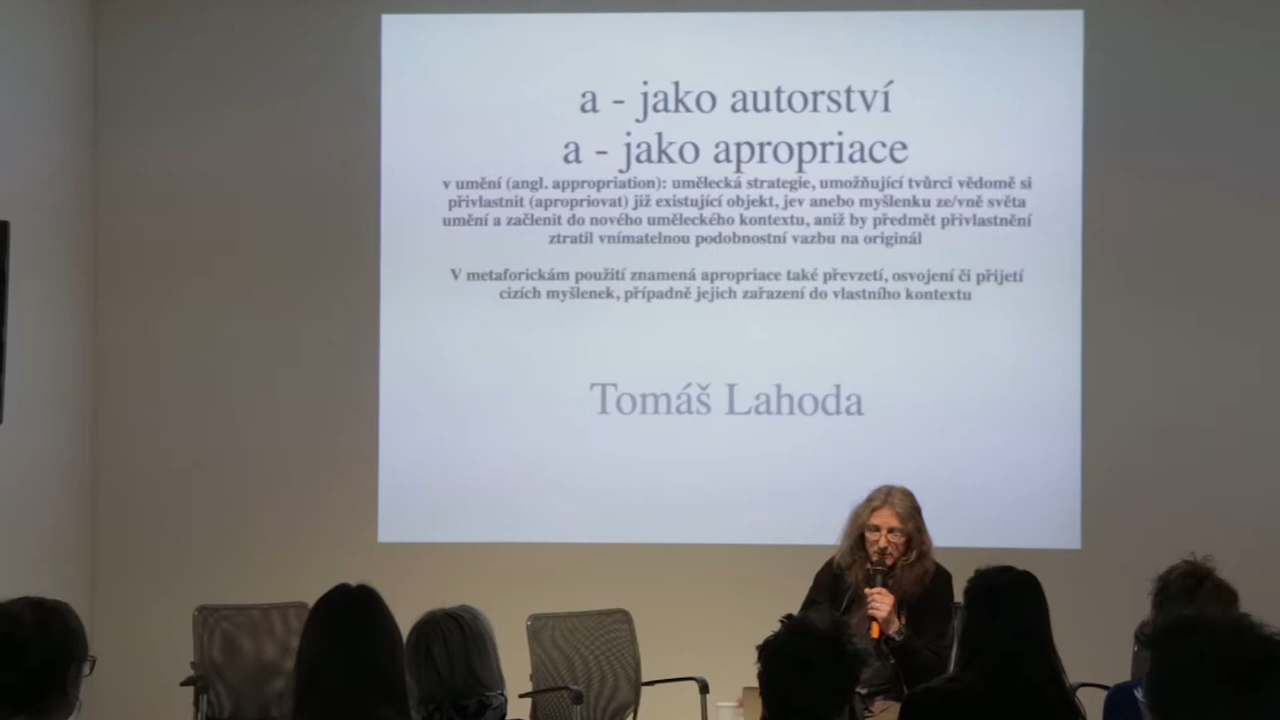 a - jako autorství
a - jako apropriace
v umění (angl. appropriation): umělecká strategie, umožňující tvůrci vědomě si
přivlastnit (apropriovat) již existující objekt, jev anebo myšlenku ze/vně světa
umění a začlenit do nového uměleckého kontextu, aniž by předmět přivlastnění
ztratil vnímatelnou podobnostní vazbu na originál
V metaforickám použití znamená apropriace také převzetí, osvojení či přijetí
cizích myšlenek, případně jejich zařazení do vlastního kontextu
Tomáš Lahoda